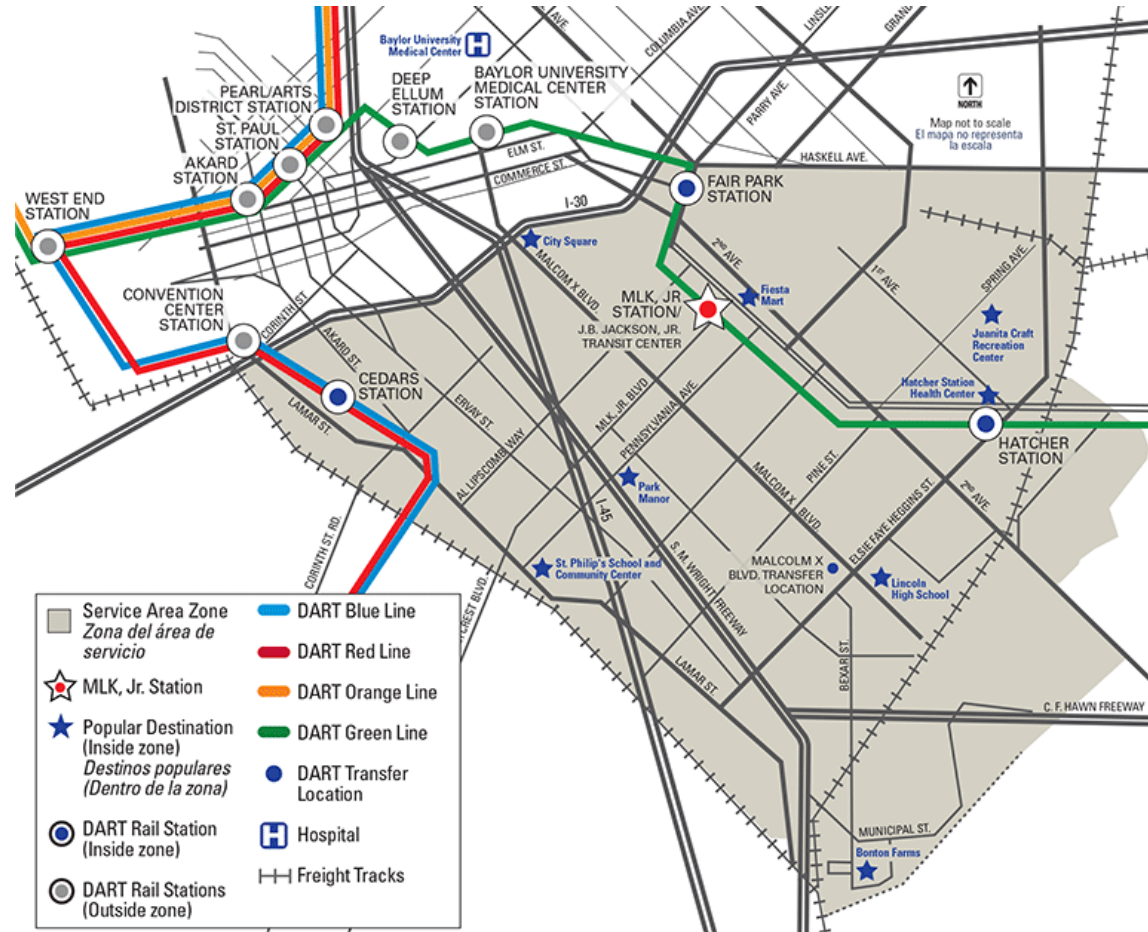 Baylor University
Medical Center
H
AVE.
COLUMBIA AVE.
LINSLE
GRAND
PEARL/ARTS
DISTRICT STATION
DEEP
ELLUM
STATION
BAYLOR UNIVERSITY
MEDICAL CENTER
STATION
PARRY AVE.
NORTH
Map not to scale
El mapa no representa
la escala
ST. PAUL
STATION
AKARD
STATION
ELM ST.
COMMERCE ST.
HASKELL AVE.
WEST END
STATION
I-30
FAIR PARK
STATION
City Square
MALCOM X BLVD.
2ND AVE.
1ST AVE.
SPRING AVE.
CONVENTION
CENTER
STATION
CORINTH ST.
AKARD ST.
MLK, JR
STATION/
J.B. JACKSON, JR.
TRANSIT CENTER
Fiesta
Mart
Juanita Craft
Recreation
Center
CEDARS
STATION
LAMAR ST.
ERVAY ST.
AL LIPSCOMB WAY
MLK, JR. BLVD
PENNSYLVANIA AVE.
Hatcher Station
Health Center
HATCHER
STATION
Park
Manor
MALCOM X BLVD.
PINE ST.
2ND AVE.
I-45
CORINTH ST. RD.
S. M. WRIGHT FREEWAY
ELSIE FAYE HEGGINS ST.
St. Philip's School and
Community Center
MALCOLM X
BLVD. TRANSFER
LOCATION
Lincoln
High School
CREST BLVD.
BEXAR ST.
LAMAR ST.
C. F. HAWN FREEWAY
MUNICIPAL ST.
Bonton Farms
Service Area Zone
Zona del área de
servicio
MLK, Jr. Station
Popular Destination
(Inside zone)
Destinos populares
(Dentro de la zona)
DART Rail Station
(Inside zone)
DART Rail Stations
(Outside zone)
DART Blue Line
DART Red Line
DART Orange Line
DART Green Line
DART Transfer
Location
H Hospital
Freight Tracks